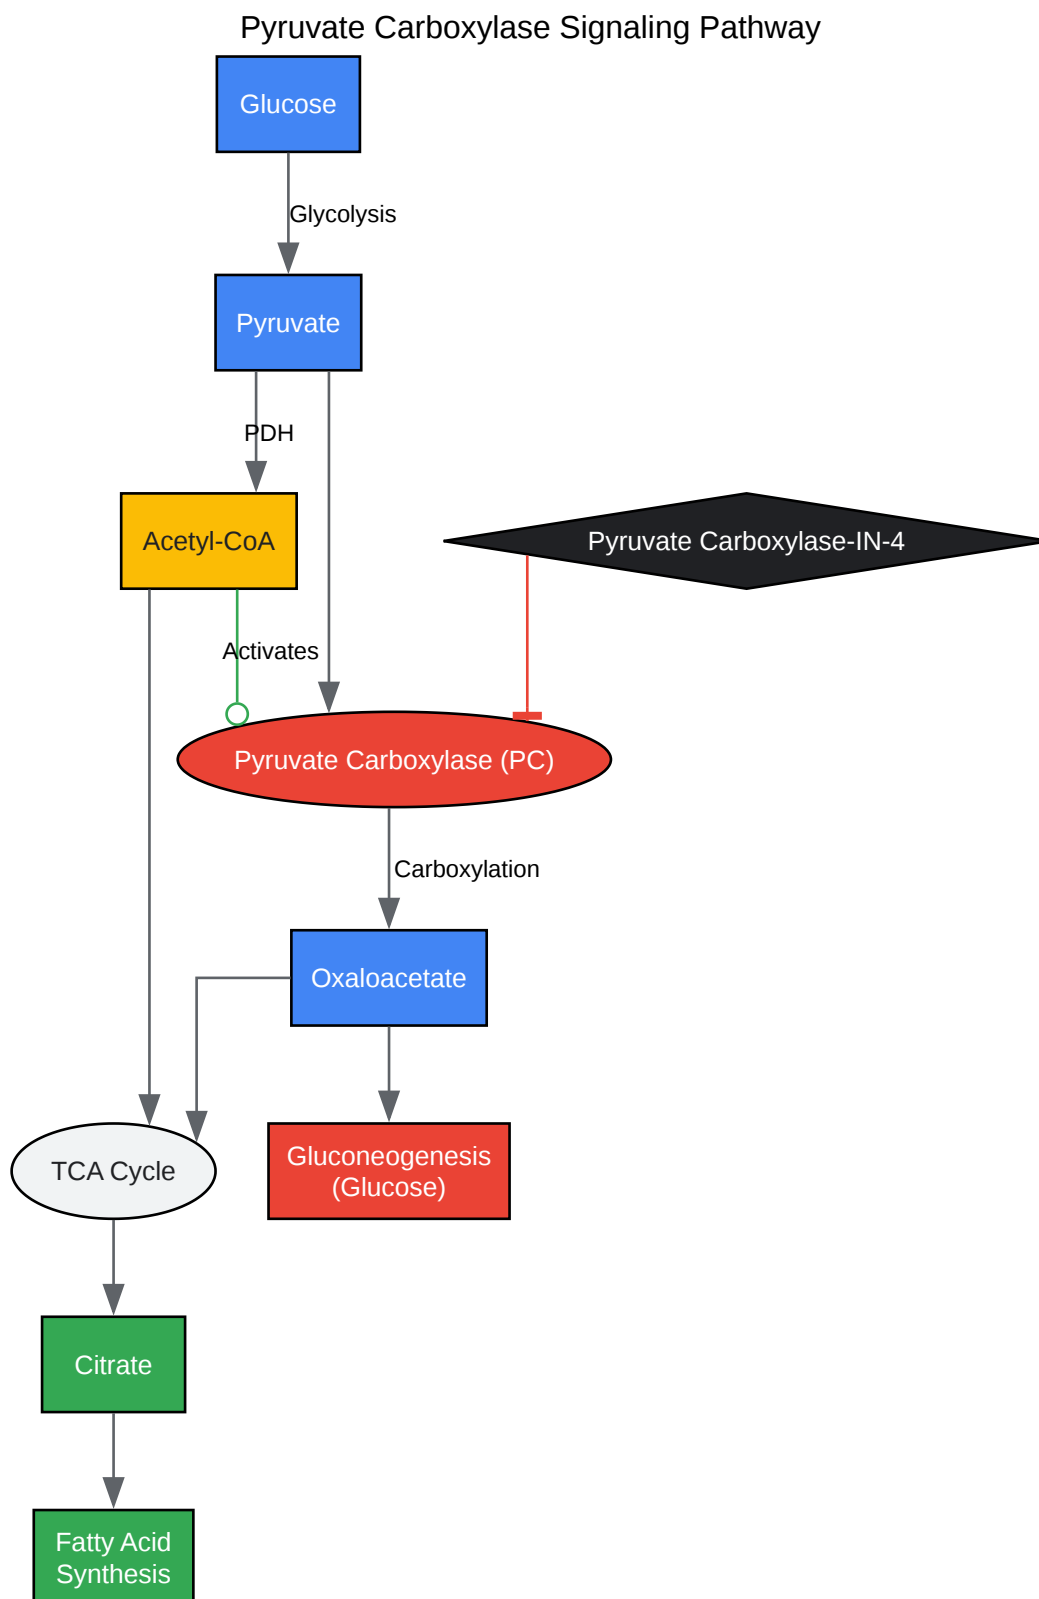 Pyruvate Carboxylase Signaling Pathway
Glucose
Glycolysis
Pyruvate
PDH
Acetyl-CoA
Pyruvate Carboxylase-IN-4
Activates
Pyruvate Carboxylase (PC)
Carboxylation
Oxaloacetate
Gluconeogenesis
(Glucose)
TCA Cycle
Citrate
Fatty Acid
Synthesis